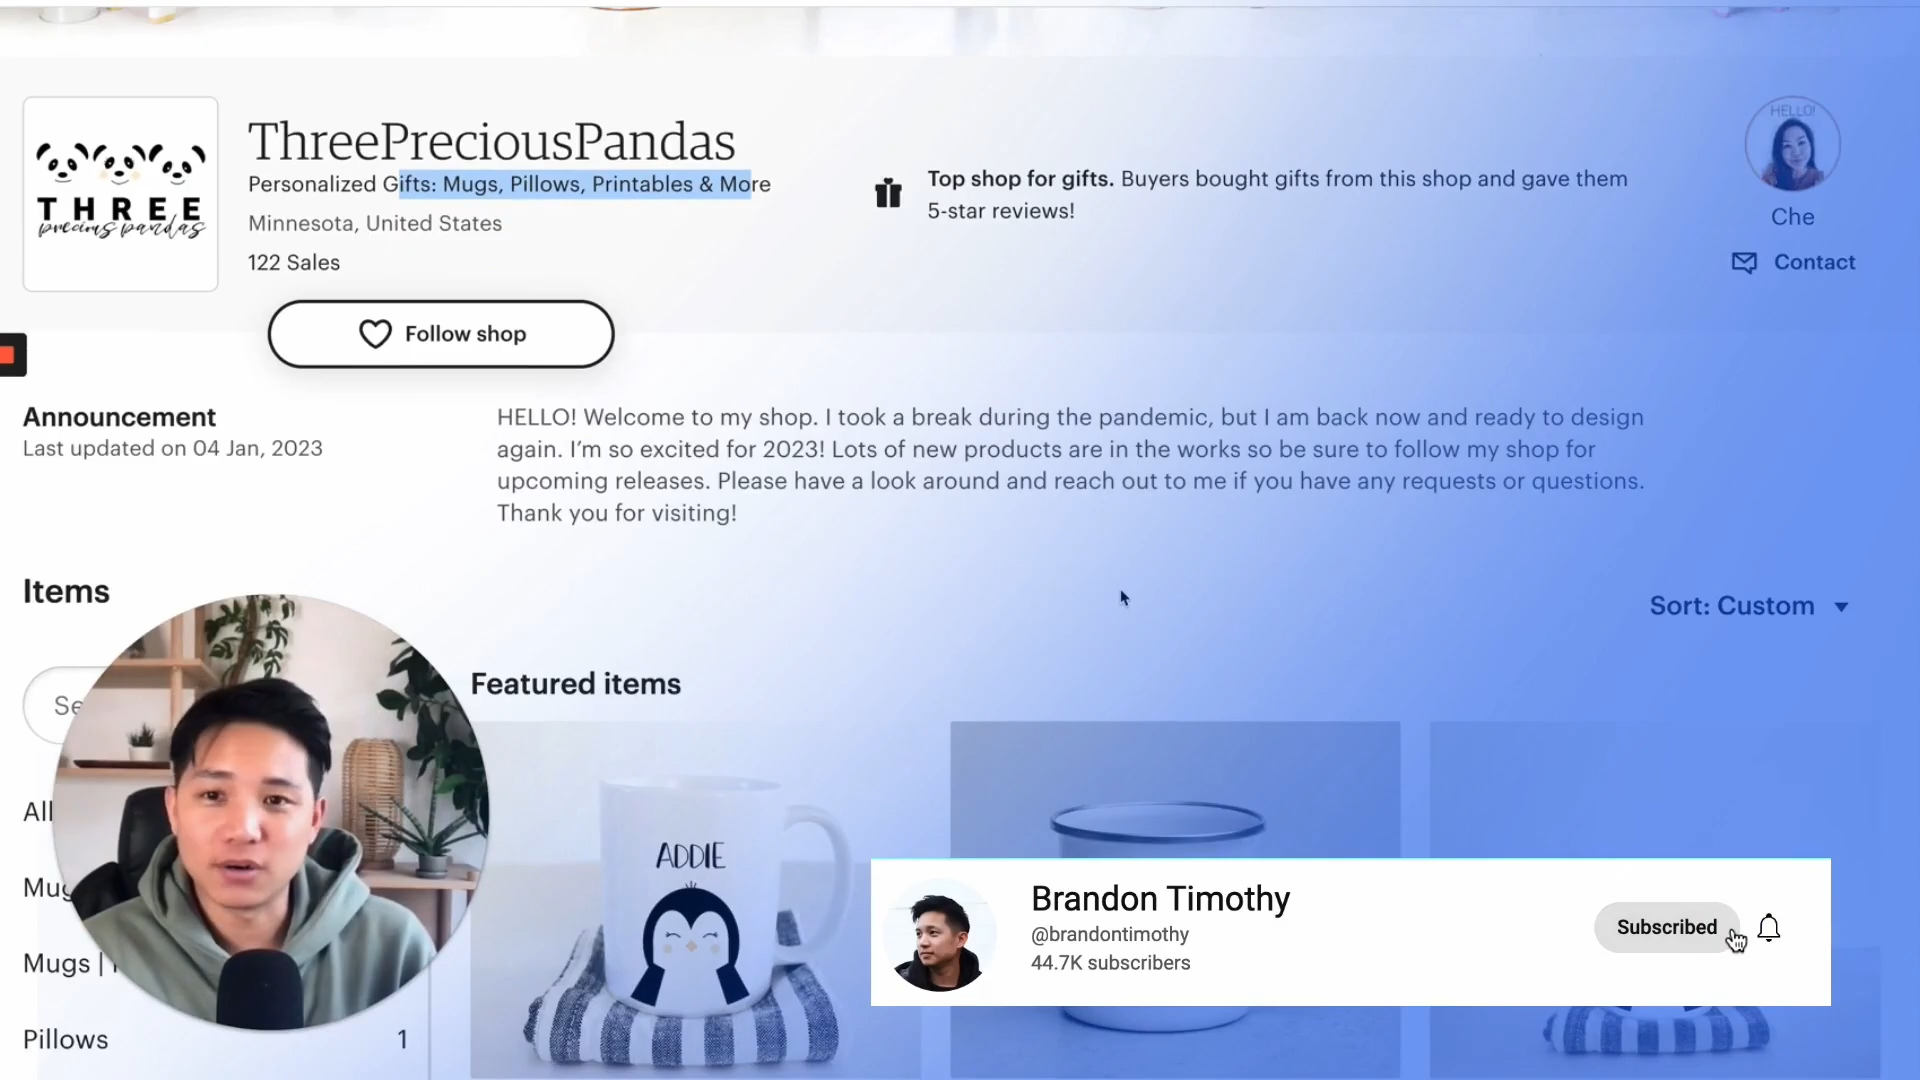 THREE
precious pandas
ThreePreciousPandas
Personalized Gifts: Mugs, Pillows, Printables & More
Minnesota, United States
122 Sales
Follow shop
Top shop for gifts. Buyers bought gifts from this shop and gave them
5-star reviews!
HELLO!
Che
Contact
Announcement
Last updated on 04 Jan, 2023
HELLO! Welcome to my shop. I took a break during the pandemic, but I am back now and ready to design
again. I'm so excited for 2023! Lots of new products are in the works so be sure to follow my shop for
upcoming releases. Please have a look around and reach out to me if you have any requests or questions.
Thank you for visiting!
Items
Sort: Custom
Se
Featured items
All
Mug
Mugs |
Pillows 1
ADDIE
Brandon Timothy
@brandontimothy
44.7K subscribers
Subscribed